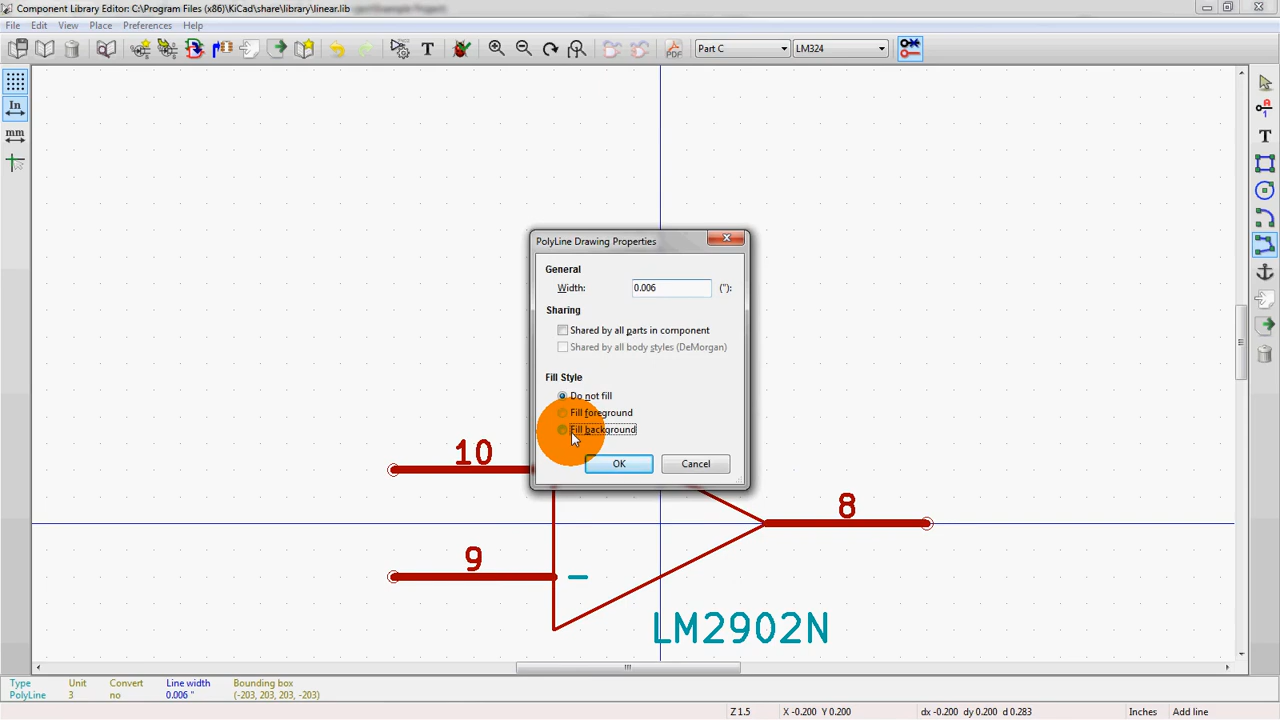 Component Library Editor: C:\Program Files (x86)\KiCad\share\library\linear.lib
File Edit View Place Preferences Help
T PDF Part C LM324
In
mm
A
1
T
PolyLine Drawing Properties
General
Width: 0.006 ("):
Sharing
Shared by all parts in component
Shared by all body styles (DeMorgan)
Fill Style
Do not fill
Fill foreground
Fill background
OK Cancel
10
8
9
LM2902N
Type Unit Convert Line width Bounding box
PolyLine 3 no 0.006 " (-203, 203, 203, -203)
Z 1.5 X -0.200 Y 0.200 dx -0.200 dy 0.200 d 0.283 Inches Add line